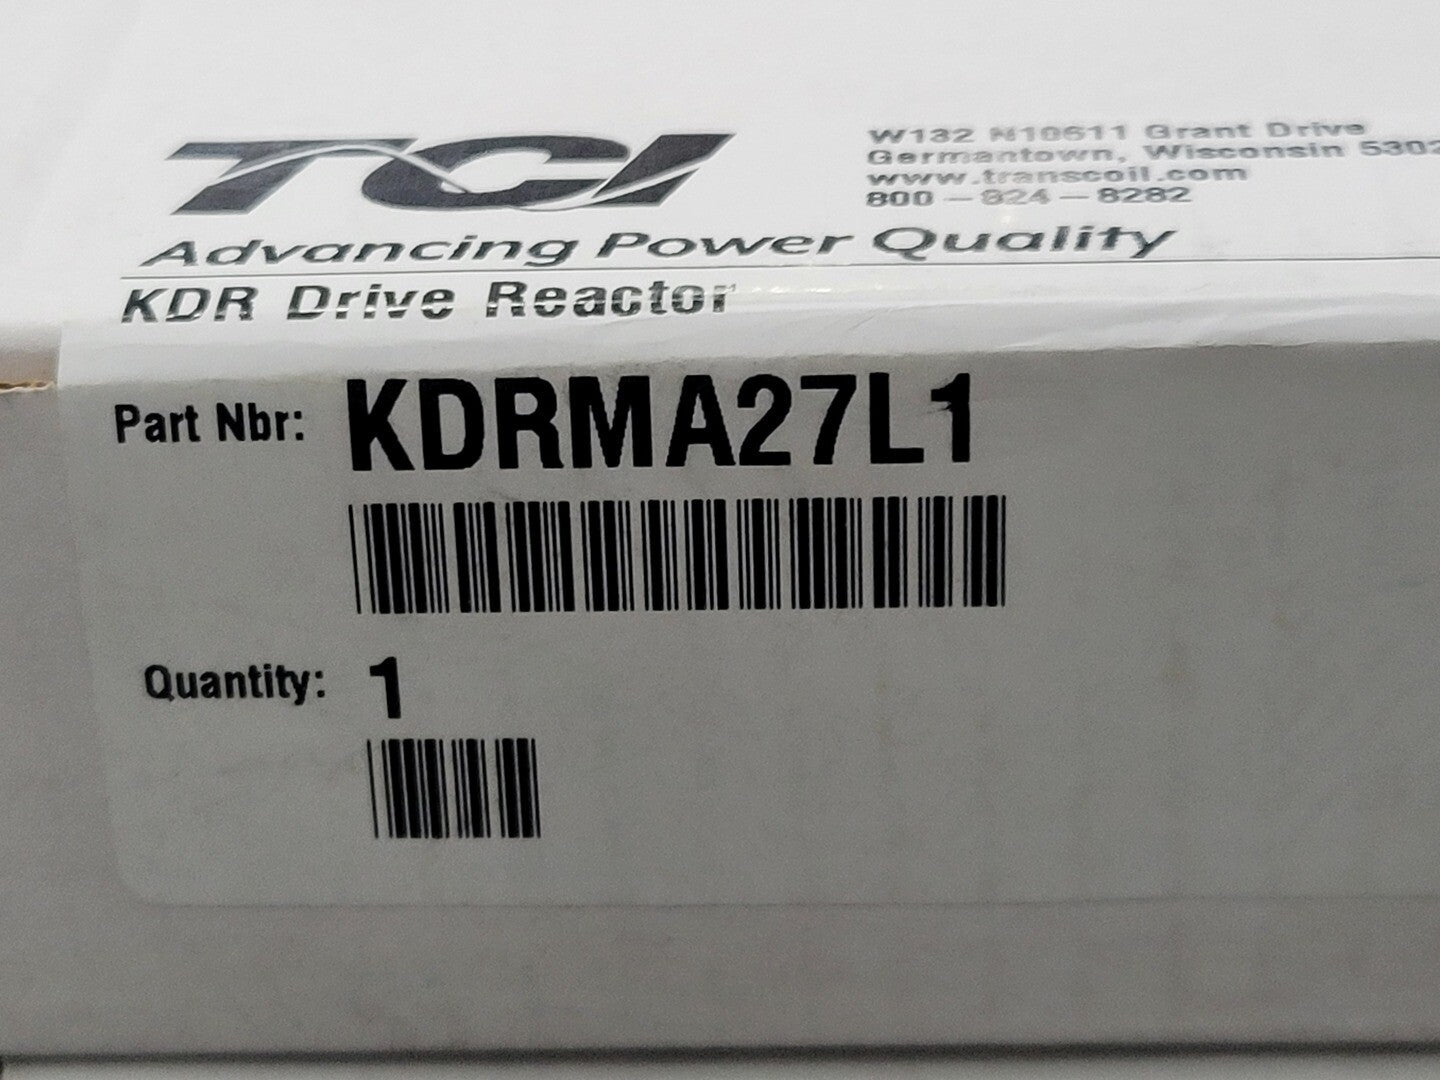 TCI
W132 N10611 Grant Drive
Germantown, Wisconsin 5302
www.transcoil.com
800-824-8282
Advancing Power Quality
KDR Drive Reactor
Part Nbr: KDRMA27L1
Quantity: 1